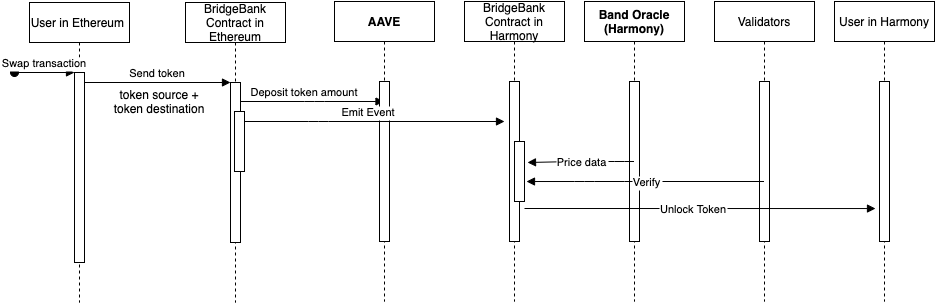 User in Ethereum
BridgeBank
Contract in
Ethereum
AAVE
BridgeBank
Contract in
Harmony
Band Oracle
(Harmony)
Validators
User in Harmony
Swap transaction
Send token
token source +
token destination
Deposit token amount
Emit Event
Price data
Verify
Unlock Token